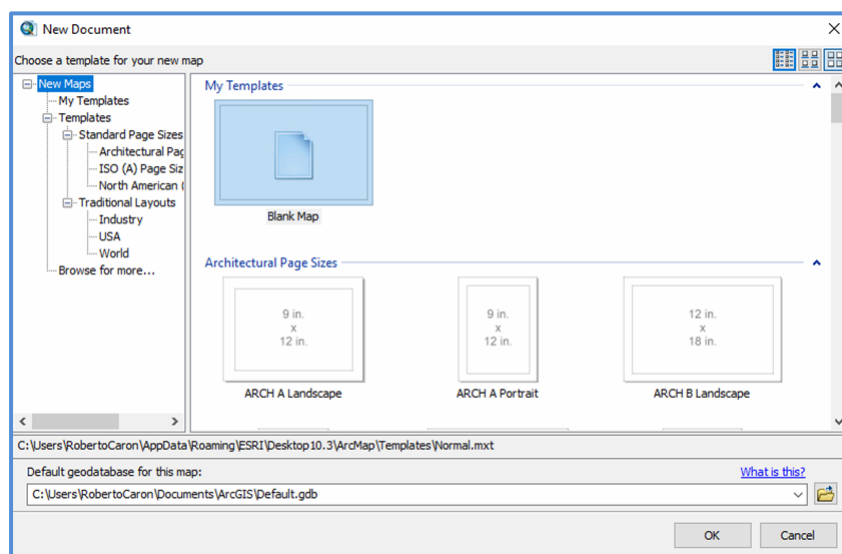 New Document
Choose a template for your new map
New Maps
My Templates
Templates
Standard Page Sizes
Architectural Pag
ISO (A) Page Siz
North American (
Traditional Layouts
Industry
USA
World
Browse for more...
My Templates
Blank Map
Architectural Page Sizes
9 in.
x
12 in.
ARCH A Landscape
9 in.
x
12 in.
ARCH A Portrait
12 in.
x
18 in.
ARCH B Landscape
C:\Users\RobertoCaron\AppData\Roaming\ESRI\Desktop10.3\ArcMap\Templates\Normal.mxt
Default geodatabase for this map:
What is this?
C:\Users\RobertoCaron\Documents\ArcGIS\Default.gdb
OK
Cancel